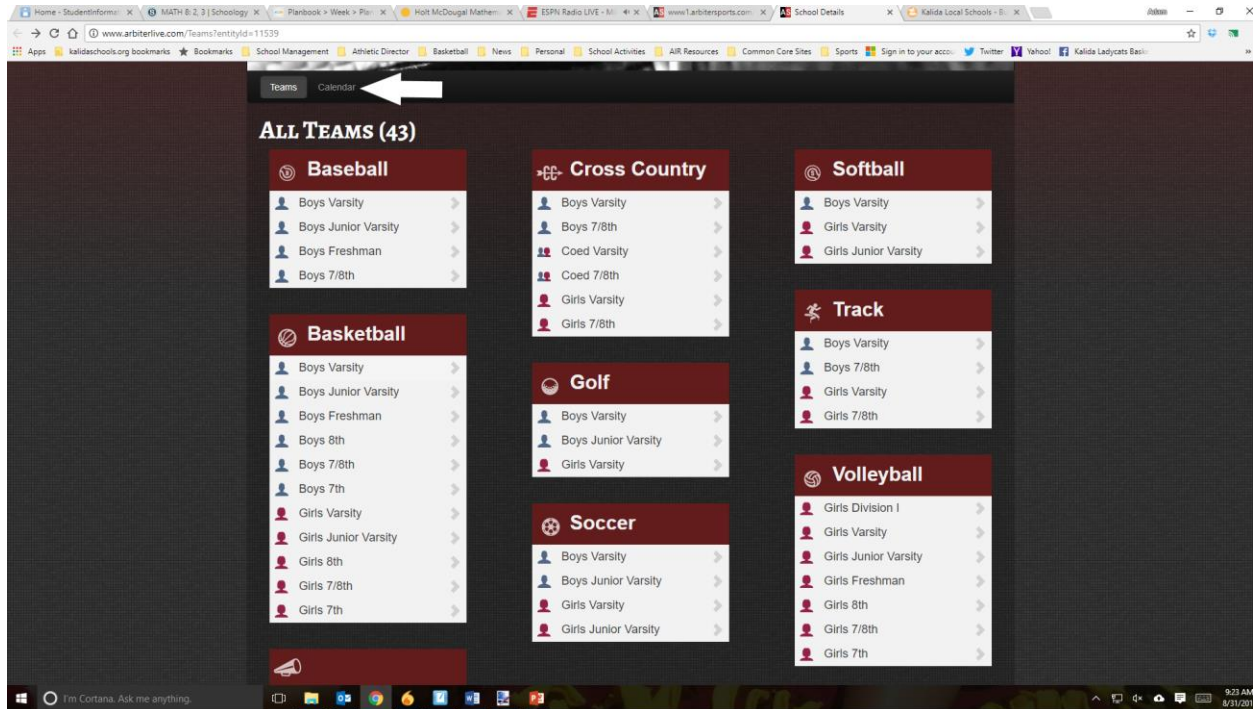 Home - StudentInformat
MATH 8: 2, 3 | Schoology
Planbook > Week > Plan
Holt McDougal Mathem
ESPN Radio LIVE - Mi
www1.arbitersports.com
School Details
Kalida Local Schools - B
Adam
www.arbiterlive.com/Teams?entityId=11539
Apps
kalidaschools.org bookmarks
Bookmarks
School Management
Athletic Director
Basketball
News
Personal
School Activities
AIR Resources
Common Core Sites
Sports
Sign in to your accou
Twitter
Yahoo!
Kalida Ladycats Bask
Teams
Calendar
ALL TEAMS (43)
Baseball
Boys Varsity
Boys Junior Varsity
Boys Freshman
Boys 7/8th
Basketball
Boys Varsity
Boys Junior Varsity
Boys Freshman
Boys 8th
Boys 7/8th
Boys 7th
Girls Varsity
Girls Junior Varsity
Girls 8th
Girls 7/8th
Girls 7th
Cross Country
Boys Varsity
Boys 7/8th
Coed Varsity
Coed 7/8th
Girls Varsity
Girls 7/8th
Golf
Boys Varsity
Boys Junior Varsity
Girls Varsity
Soccer
Boys Varsity
Boys Junior Varsity
Girls Varsity
Girls Junior Varsity
Softball
Boys Varsity
Girls Varsity
Girls Junior Varsity
Track
Boys Varsity
Boys 7/8th
Girls Varsity
Girls 7/8th
Volleyball
Girls Division I
Girls Varsity
Girls Junior Varsity
Girls Freshman
Girls 8th
Girls 7/8th
Girls 7th
I'm Cortana. Ask me anything.
9:23 AM
8/31/201